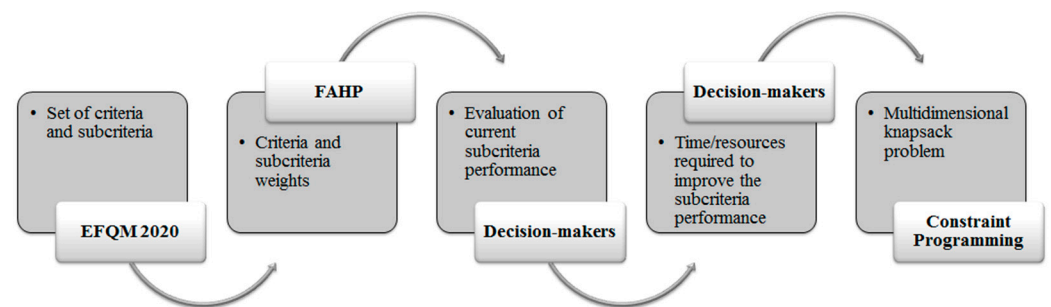 • Set of criteria
and subcriteria
EFQM 2020
FAHP
• Criteria and
subcriteria
weights
• Evaluation of
current
subcriteria
performance
Decision-makers
Decision-makers
• Time/resources
required to
improve the
subcriteria
performance
• Multidimensional
knapsack
problem
Constraint
Programming